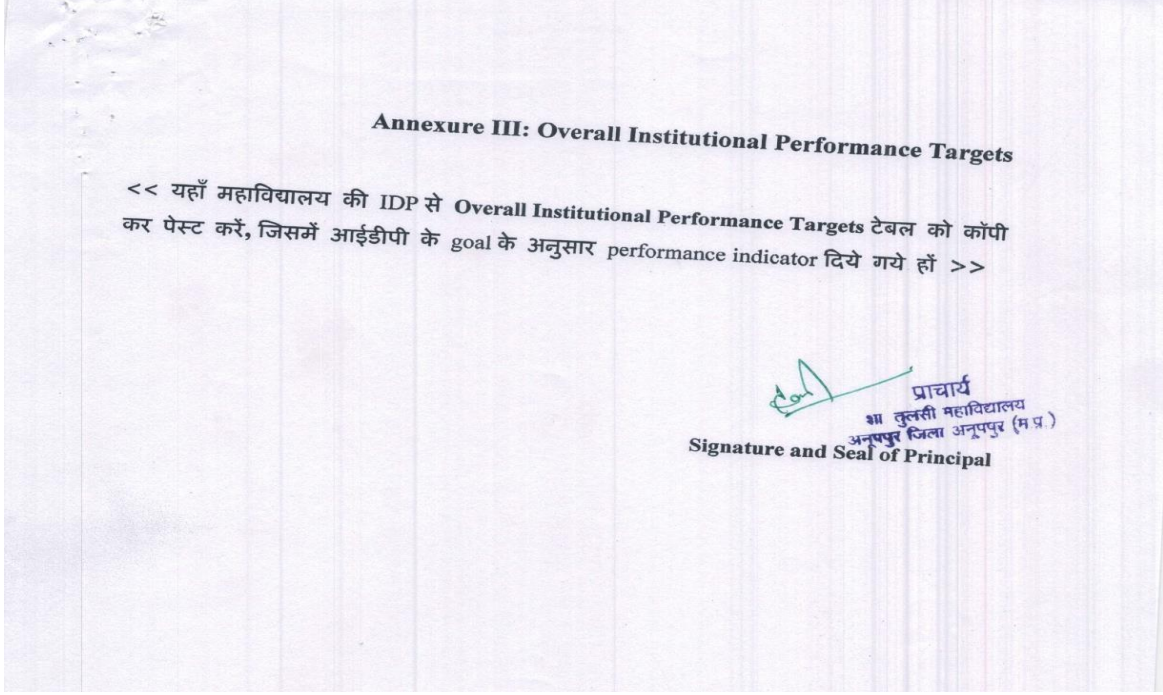 Annexure III: Overall Institutional Performance Targets
<< यहाँ महाविद्यालय की IDP से Overall Institutional Performance Targets टेबल को कॉपी
कर पेस्ट करें, जिसमें आईडीपी के goal के अनुसार performance indicator दिये गये हों >>
प्राचार्य
तुलसी महाविद्यालय
अनूपपुर जिला अनूपपुर (म.प्र.)
Signature and Seal of Principal